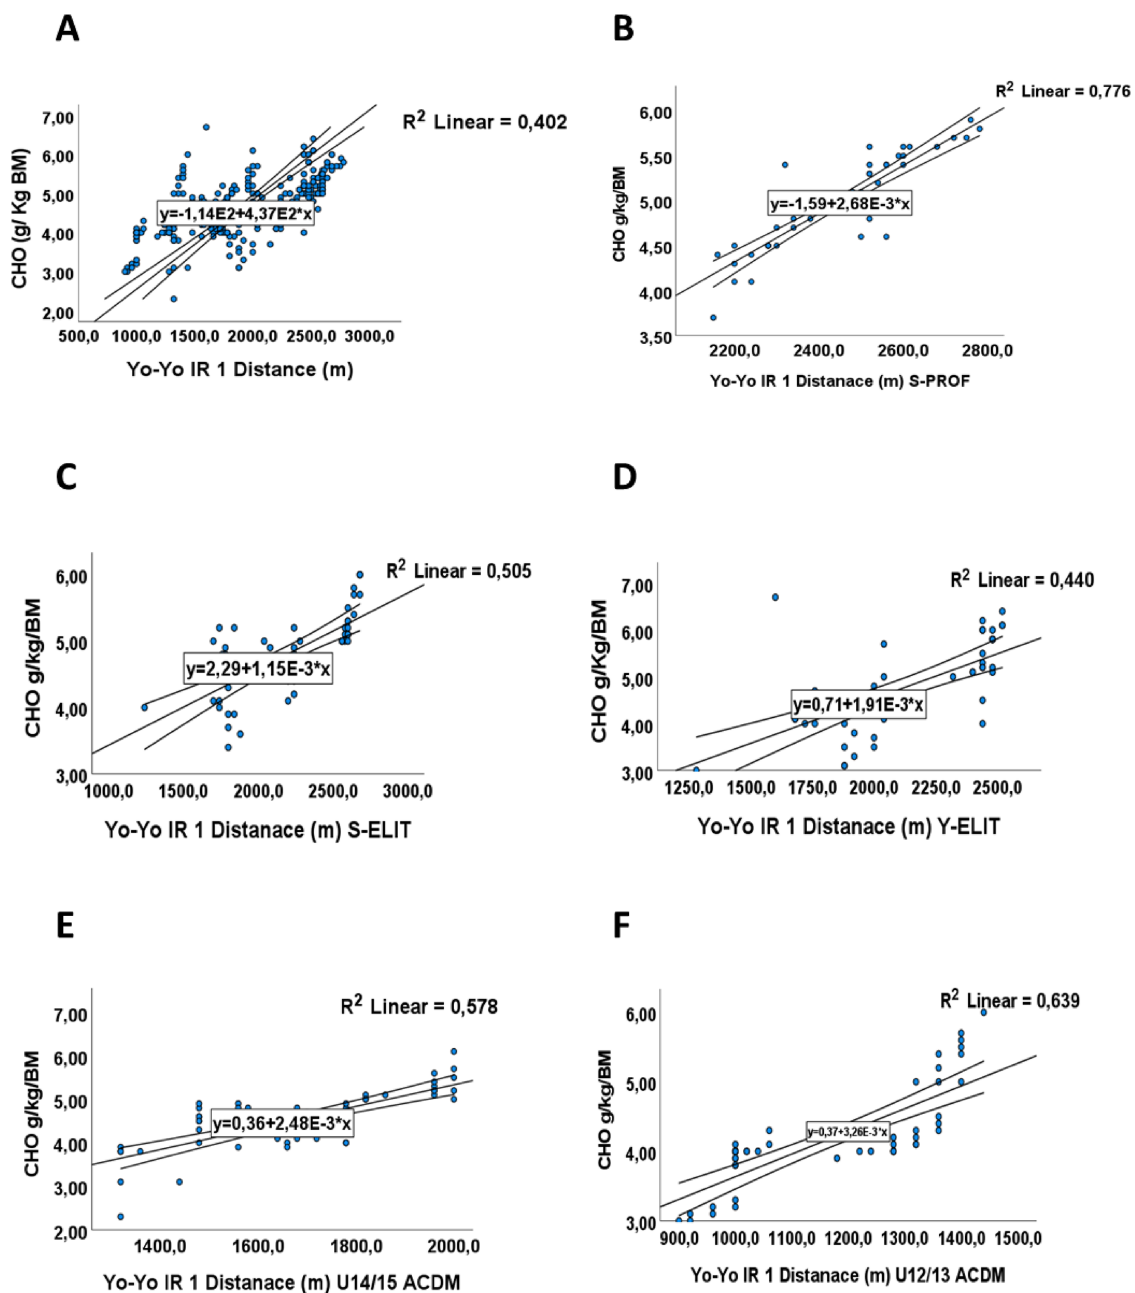 A
R² Linear = 0,402
CHO (g/ Kg BM)
7,00
6,00
5,00
4,00
3,00
2,00
y=-1,14E2+4,37E2*x
500,0 1000,0 1500,0 2000,0 2500,0 3000,0
Yo-Yo IR 1 Distance (m)
B
R² Linear = 0,776
CHO g/kg/BM
6,00
5,50
5,00
4,50
4,00
3,50
y=-1,59+2,68E-3*x
2200,0 2400,0 2600,0 2800,0
Yo-Yo IR 1 Distanace (m) S-PROF
C
R² Linear = 0,505
CHO g/kg/BM
6,00
5,00
4,00
3,00
y=2,29+1,15E-3*x
1000,0 1500,0 2000,0 2500,0 3000,0
Yo-Yo IR 1 Distanace (m) S-ELIT
D
R² Linear = 0,440
CHO g/Kg/BM
7,00
6,00
5,00
4,00
3,00
y=0,71+1,91E-3*x
1250,0 1500,0 1750,0 2000,0 2250,0 2500,0
Yo-Yo IR 1 Distanace (m) Y-ELIT
E
R² Linear = 0,578
CHO g/kg/BM
7,00
6,00
5,00
4,00
3,00
2,00
y=0,36+2,48E-3*x
1400,0 1600,0 1800,0 2000,0
Yo-Yo IR 1 Distanace (m) U14/15 ACDM
F
R² Linear = 0,639
CHO g/kg/BM
6,00
5,00
4,00
3,00
y=0,37+3,26E-3*x
900,0 1000,0 1100,0 1200,0 1300,0 1400,0 1500,0
Yo-Yo IR 1 Distanace (m) U12/13 ACDM